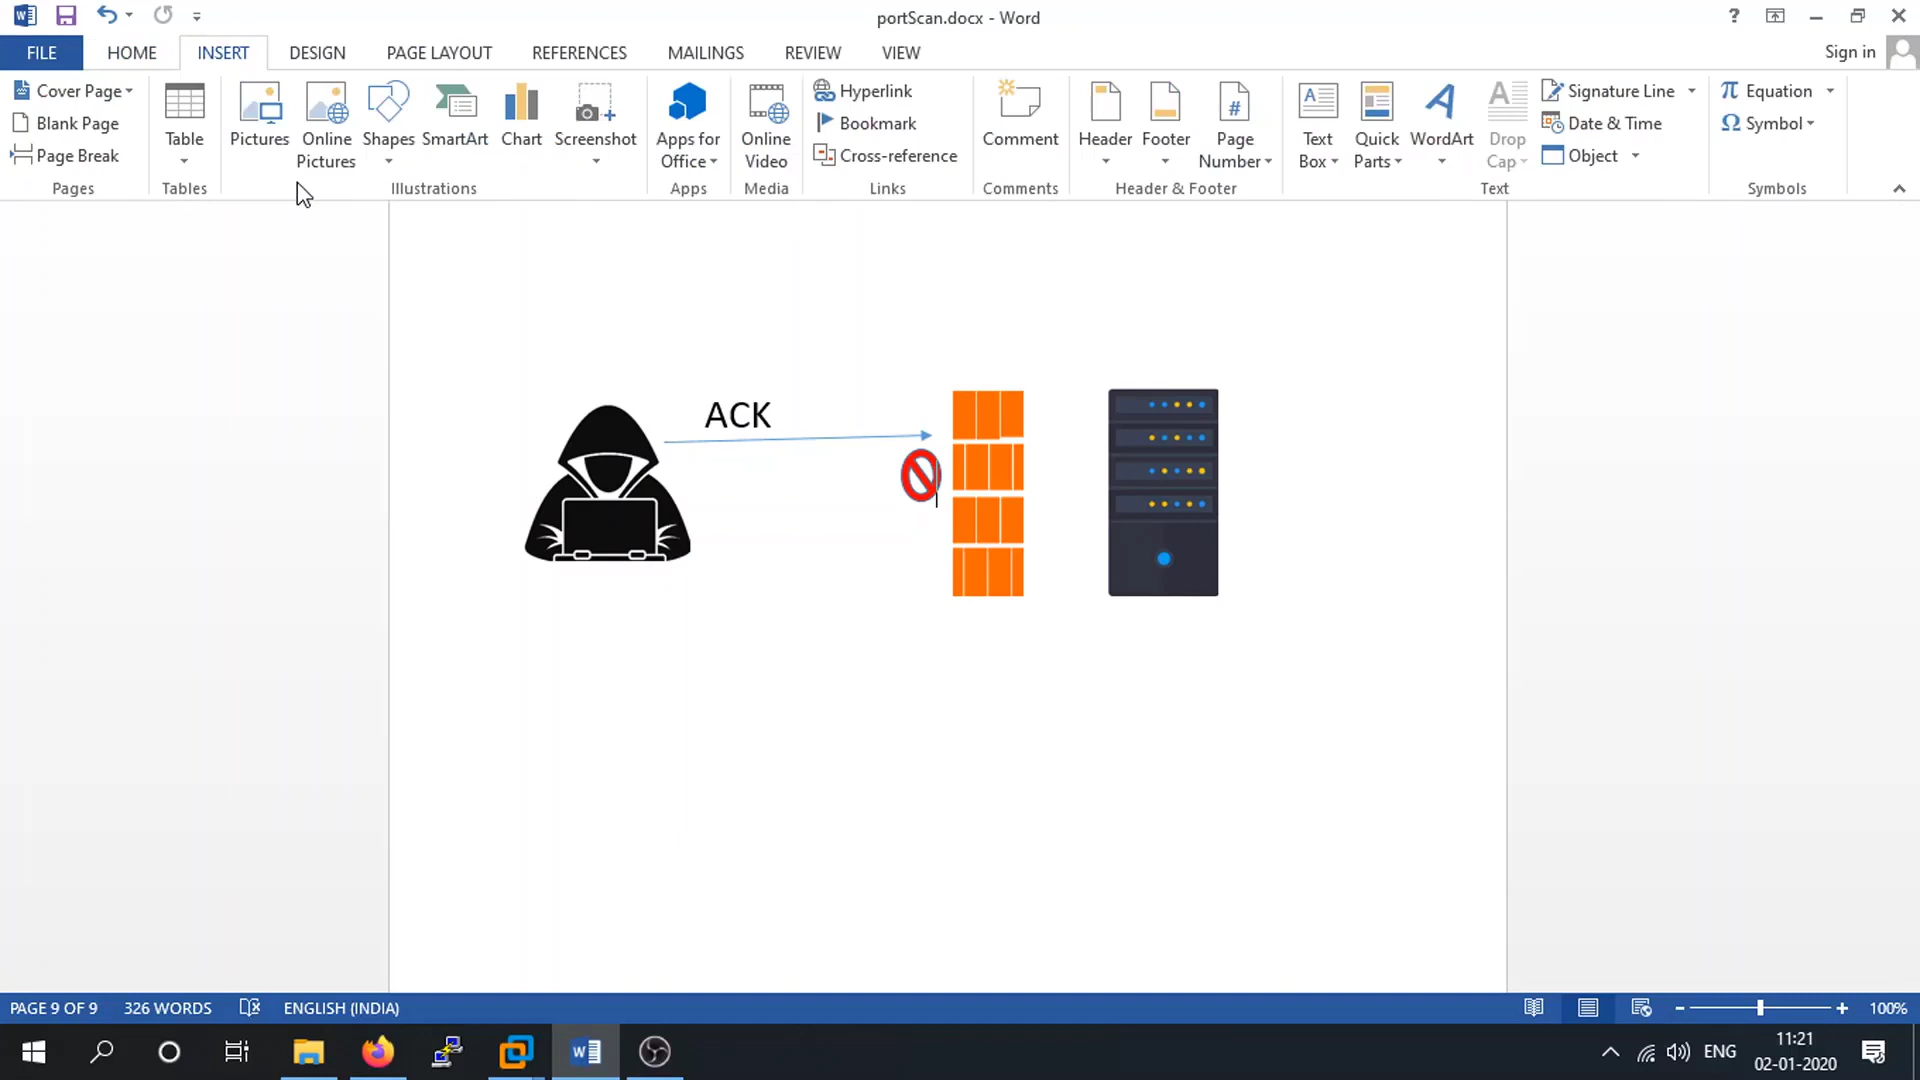 portScan.docx - Word
?
FILE
HOME
INSERT
DESIGN
PAGE LAYOUT
REFERENCES
MAILINGS
REVIEW
VIEW
Sign in
Cover Page
Blank Page
Page Break
Pages
Table
Tables
Pictures
Online
Pictures
Shapes
SmartArt
Chart
Screenshot
Illustrations
Apps for
Office
Apps
Online
Video
Media
Hyperlink
Bookmark
Cross-reference
Links
Comment
Comments
Header
Footer
#
Page
Number
Header & Footer
A
Text
Box
Quick
Parts
A
WordArt
A
Drop
Cap
Signature Line
Date & Time
Object
Text
π Equation
Ω Symbol
Symbols
ACK
PAGE 9 OF 9
326 WORDS
ENGLISH (INDIA)
100%
W
ENG
11:21
02-01-2020